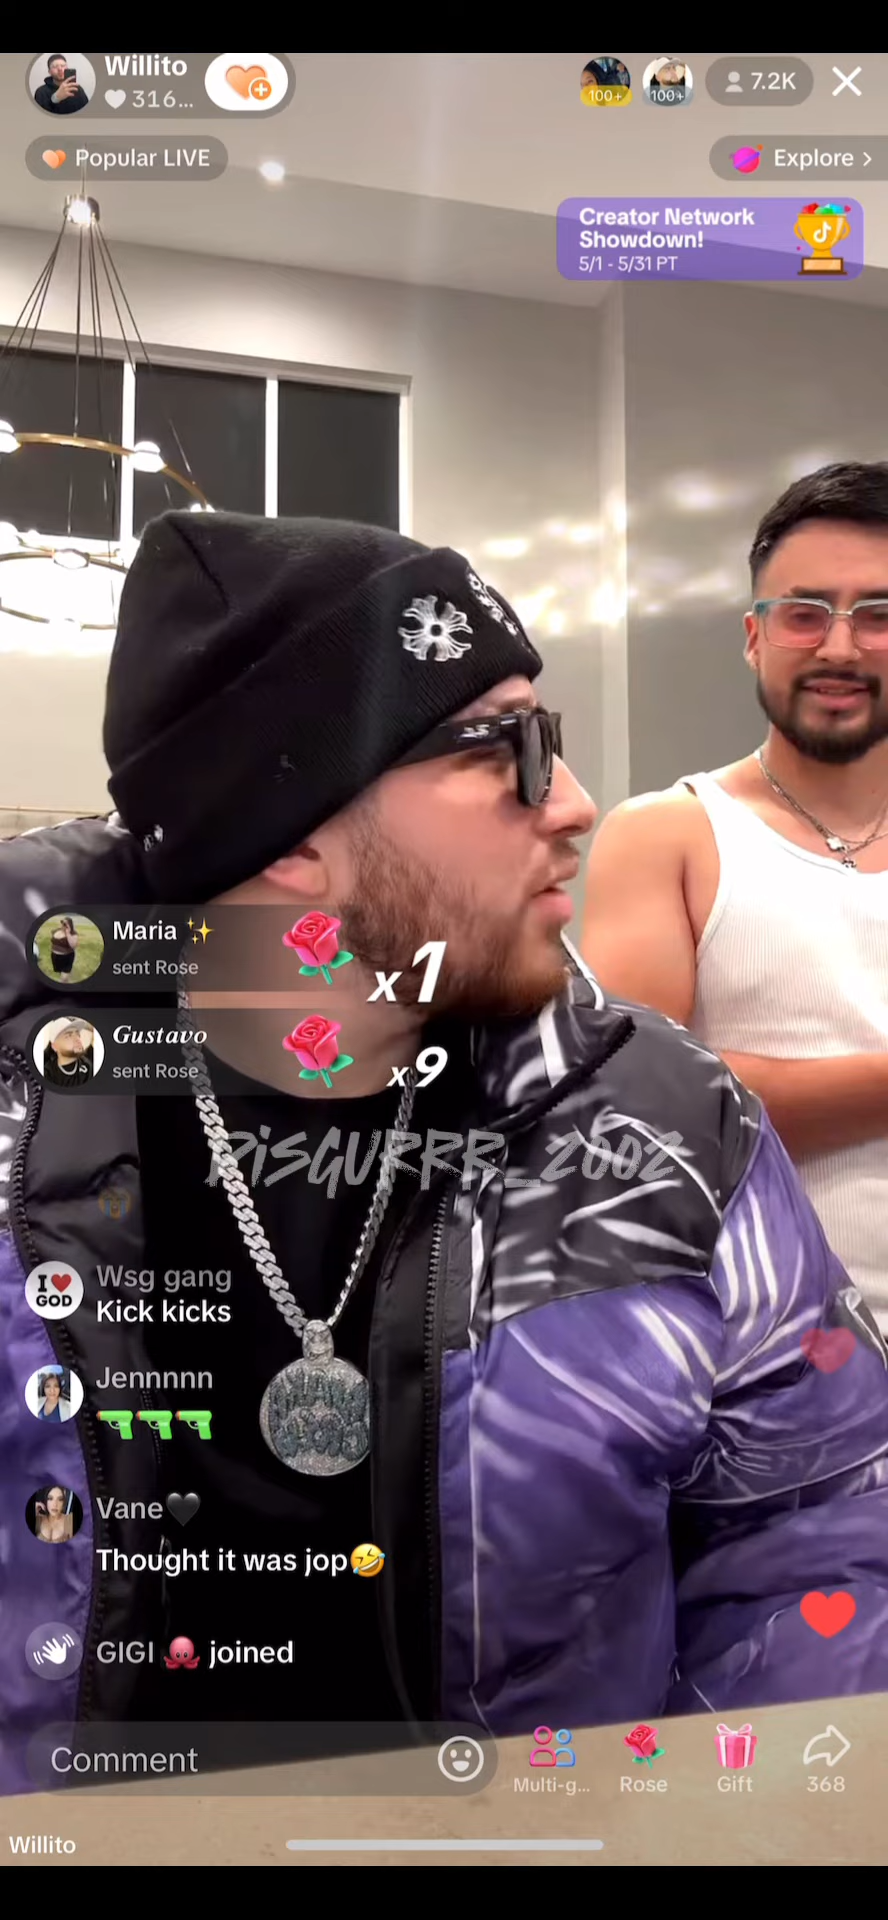 Willito
316...
100+
100+
7.2K
Popular LIVE
Explore >
Creator Network
Showdown!
5/1 - 5/31 PT
Maria ✨
sent Rose
x1
Gustavo
sent Rose
x9
RISGURRR_2002
😭
Wsg gang
I ❤️
GOD
Kick kicks
Jennnnn
🔫🔫🔫
Vane🖤
Thought it was jop🤣
GIGI 🐙 joined
Comment
Multi-g...
Rose
Gift
368
Willito